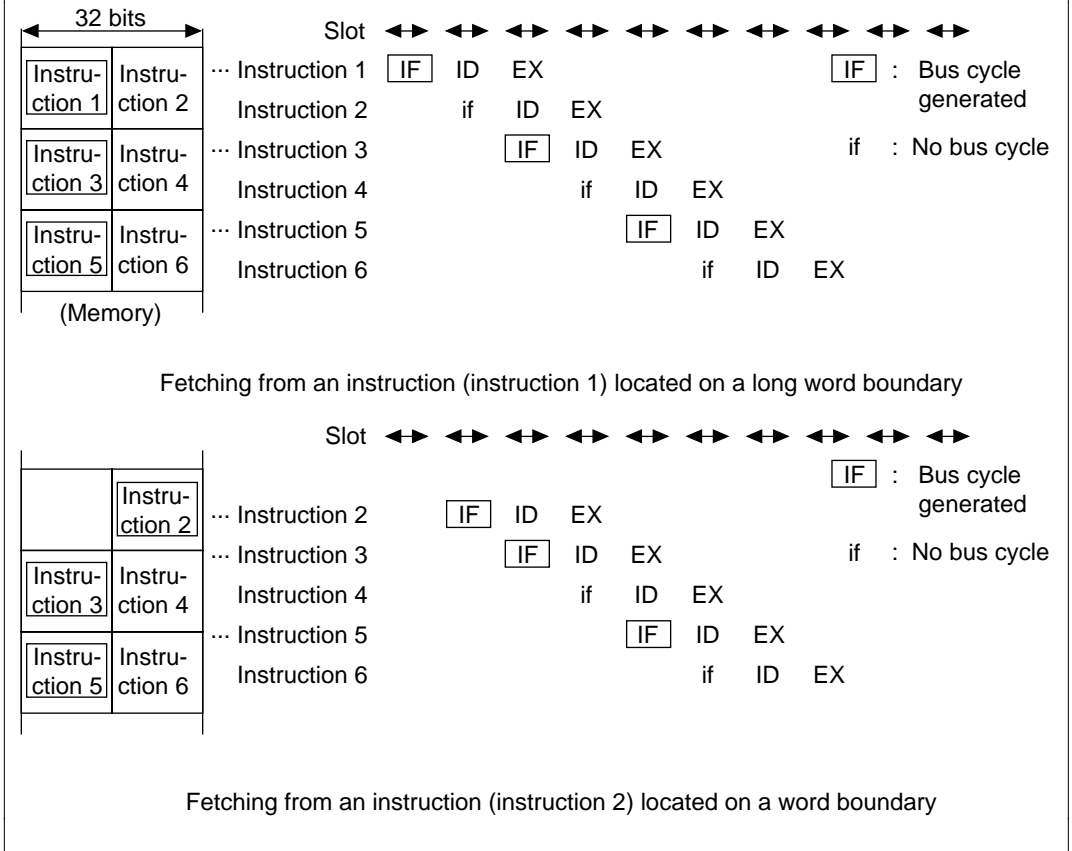 32 bits
Slot
Instru-
ction 1
Instru-
ction 2
··· Instruction 1 IF ID EX
IF : Bus cycle
generated
Instruction 2 if ID EX
Instru-
ction 3
Instru-
ction 4
··· Instruction 3 IF ID EX
if : No bus cycle
Instruction 4 if ID EX
Instru-
ction 5
Instru-
ction 6
··· Instruction 5 IF ID EX
Instruction 6 if ID EX
(Memory)
Fetching from an instruction (instruction 1) located on a long word boundary
Slot
IF : Bus cycle
generated
Instru-
ction 2
··· Instruction 2 IF ID EX
··· Instruction 3 IF ID EX
if : No bus cycle
Instru-
ction 3
Instru-
ction 4
Instruction 4 if ID EX
··· Instruction 5 IF ID EX
Instru-
ction 5
Instru-
ction 6
Instruction 6 if ID EX
Fetching from an instruction (instruction 2) located on a word boundary